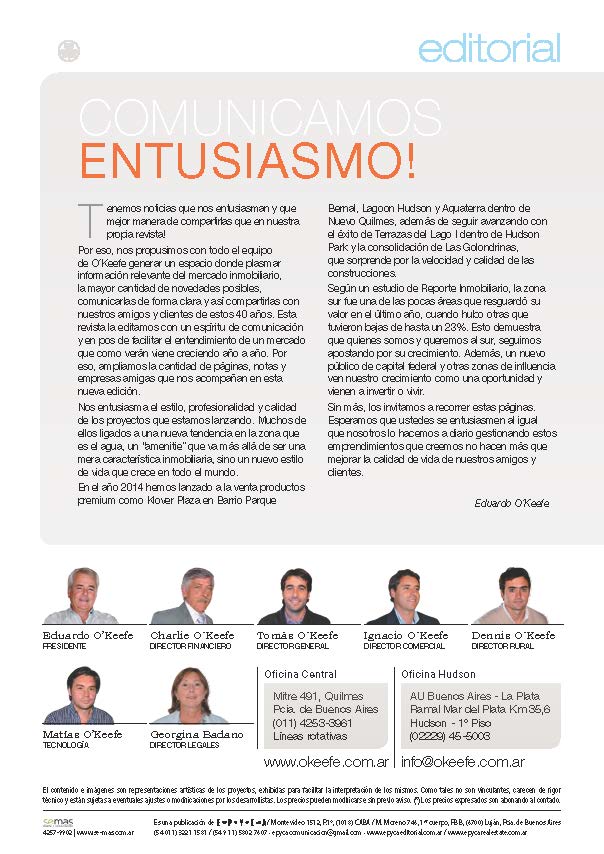 editorial
COMUNICAMOS
ENTUSIASMO!
Tenemos noticias que nos entusiasman y que
mejor manera de compartirlas que en nuestra
propia revista!
Por eso, nos propusimos con todo el equipo
de O'Keefe generar un espacio donde plasmar
información relevante del mercado inmobiliario,
la mayor cantidad de novedades posibles,
comunicarlas de forma clara y así compartirlas con
nuestros amigos y clientes de estos 40 años. Esta
revista la editamos con un espíritu de comunicación
y en pos de facilitar el entendimiento de un mercado
que como verán viene creciendo año a año. Por
eso, ampliamos la cantidad de páginas, notas y
empresas amigas que nos acompañan en esta
nueva edición.
Nos entusiasma el estilo, profesionalidad y calidad
de los proyectos que estamos lanzando. Muchos de
ellos ligados a una nueva tendencia en la zona que
es el agua, un "amenitie" que va más allá de ser una
mera característica inmobiliaria, sino un nuevo estilo
de vida que crece en todo el mundo.
En el año 2014 hemos lanzado a la venta productos
premium como Klover Plaza en Barrio Parque
Bernal, Lagoon Hudson y Aquaterra dentro de
Nuevo Quilmes, además de seguir avanzando con
el éxito de Terrazas del Lago I dentro de Hudson
Park y la consolidación de Las Golondrinas,
que sorprende por la velocidad y calidad de las
construcciones.
Según un estudio de Reporte Inmobiliario, la zona
sur fue una de las pocas áreas que resguardó su
valor en el último año, cuando hubo otras que
tuvieron bajas de hasta un 23%. Esto demuestra
que quienes somos y queremos al sur, seguimos
apostando por su crecimiento. Además, un nuevo
público de capital federal y otras zonas de influencia
ven nuestro crecimiento como una oportunidad y
vienen a invertir o vivir.
Sin más, los invitamos a recorrer estas páginas.
Esperamos que ustedes se entusiasmen al igual
que nosotros lo hacemos a diario gestionando estos
emprendimientos que creemos no hacen más que
mejorar la calidad de vida de nuestros amigos y
clientes.
Eduardo O'Keefe
Eduardo O'Keefe
PRESIDENTE
Charlie O´Keefe
DIRECTOR FINANCIERO
Tomás O´Keefe
DIRECTOR GENERAL
Ignacio O´Keefe
DIRECTOR COMERCIAL
Dennis O´Keefe
DIRECTOR RURAL
Matías O´Keefe
TECNOLOGÍA
Georgina Badano
DIRECTOR LEGALES
Oficina Central
Mitre 491, Quilmes
Pcia. de Buenos Aires
(011) 4253-3961
Líneas rotativas
www.okeefe.com.ar
Oficina Hudson
AU Buenos Aires - La Plata
Ramal Mar del Plata Km 35,6
Hudson - 1° Piso
(02229) 45-5003
info@okeefe.com.ar
El contenido e imágenes son representaciones artísticas de los proyectos, exhibidas para facilitar la interpretación de los mismos. Como tales no son vinculantes, carecen de rigor
técnico y están sujetas a eventuales ajustes o modificaciones por los desarrollistas. Los precios pueden modificarse sin previo aviso. (*) Los precios expresados son abonando al contado.
semas
4257-9902 | www.se-mas.com.ar
Es una publicación de / Montevideo 1512, P.1º, (1018) CABA / M. Moreno 746, 1er cuerpo, PBB, (6700) Luján, Pcia. de Buenos Aires
(54 011) 5221 1581 / (54 9 11) 5802 7607 - epycacomunicacion@gmail.com - www.epycaeditorial.com.ar / www.epycarealestate.com.ar